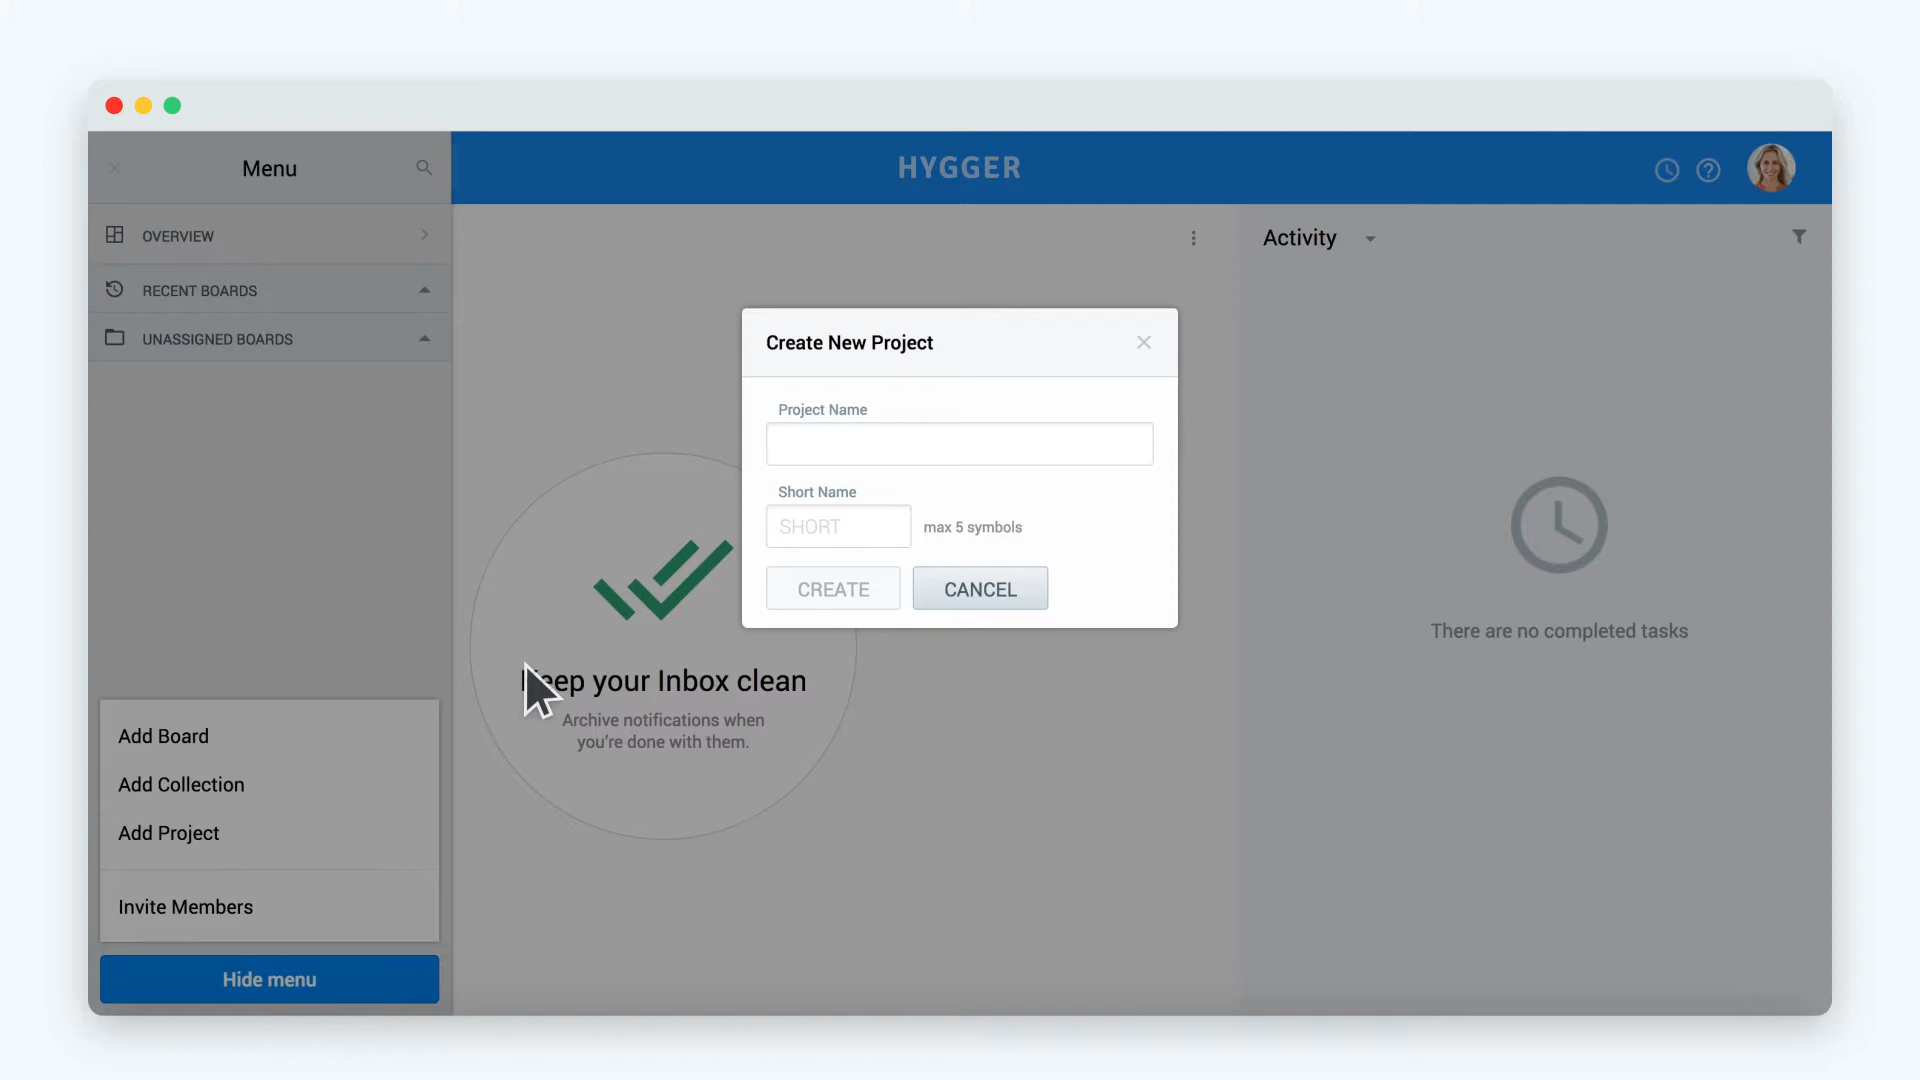 Menu
HYGGER
OVERVIEW
RECENT BOARDS
UNASSIGNED BOARDS
Activity
Create New Project
Project Name
Short Name
SHORT
max 5 symbols
CREATE
CANCEL
Keep your Inbox clean
Archive notifications when
you're done with them.
There are no completed tasks
Add Board
Add Collection
Add Project
Invite Members
Hide menu